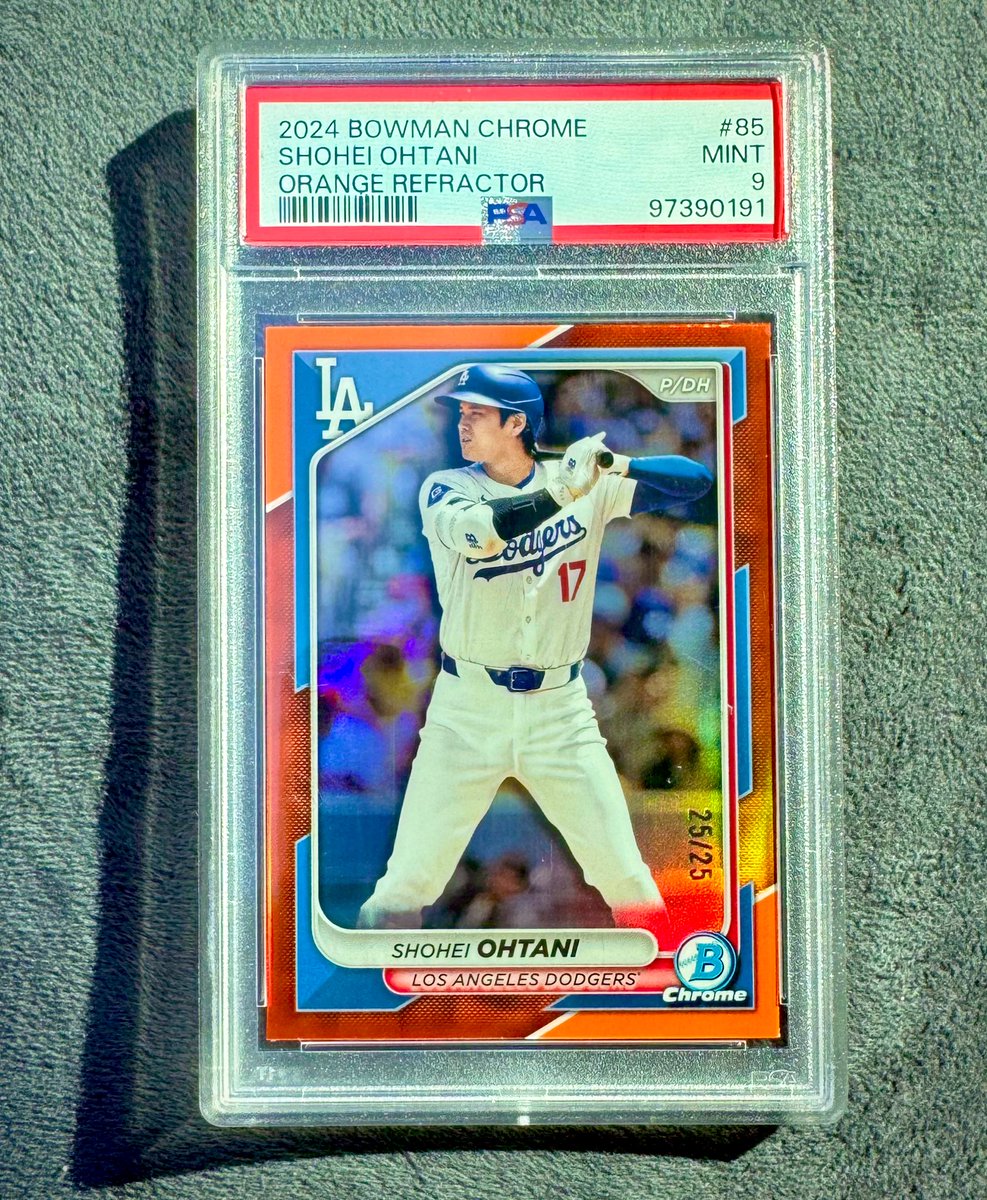 2024 BOWMAN CHROME #85
SHOHEI OHTANI MINT
ORANGE REFRACTOR 9
PSA 97390191
LA
P/DH
Dodgers
17
25/25
SHOHEI OHTANI
LOS ANGELES DODGERS
B
Chrome